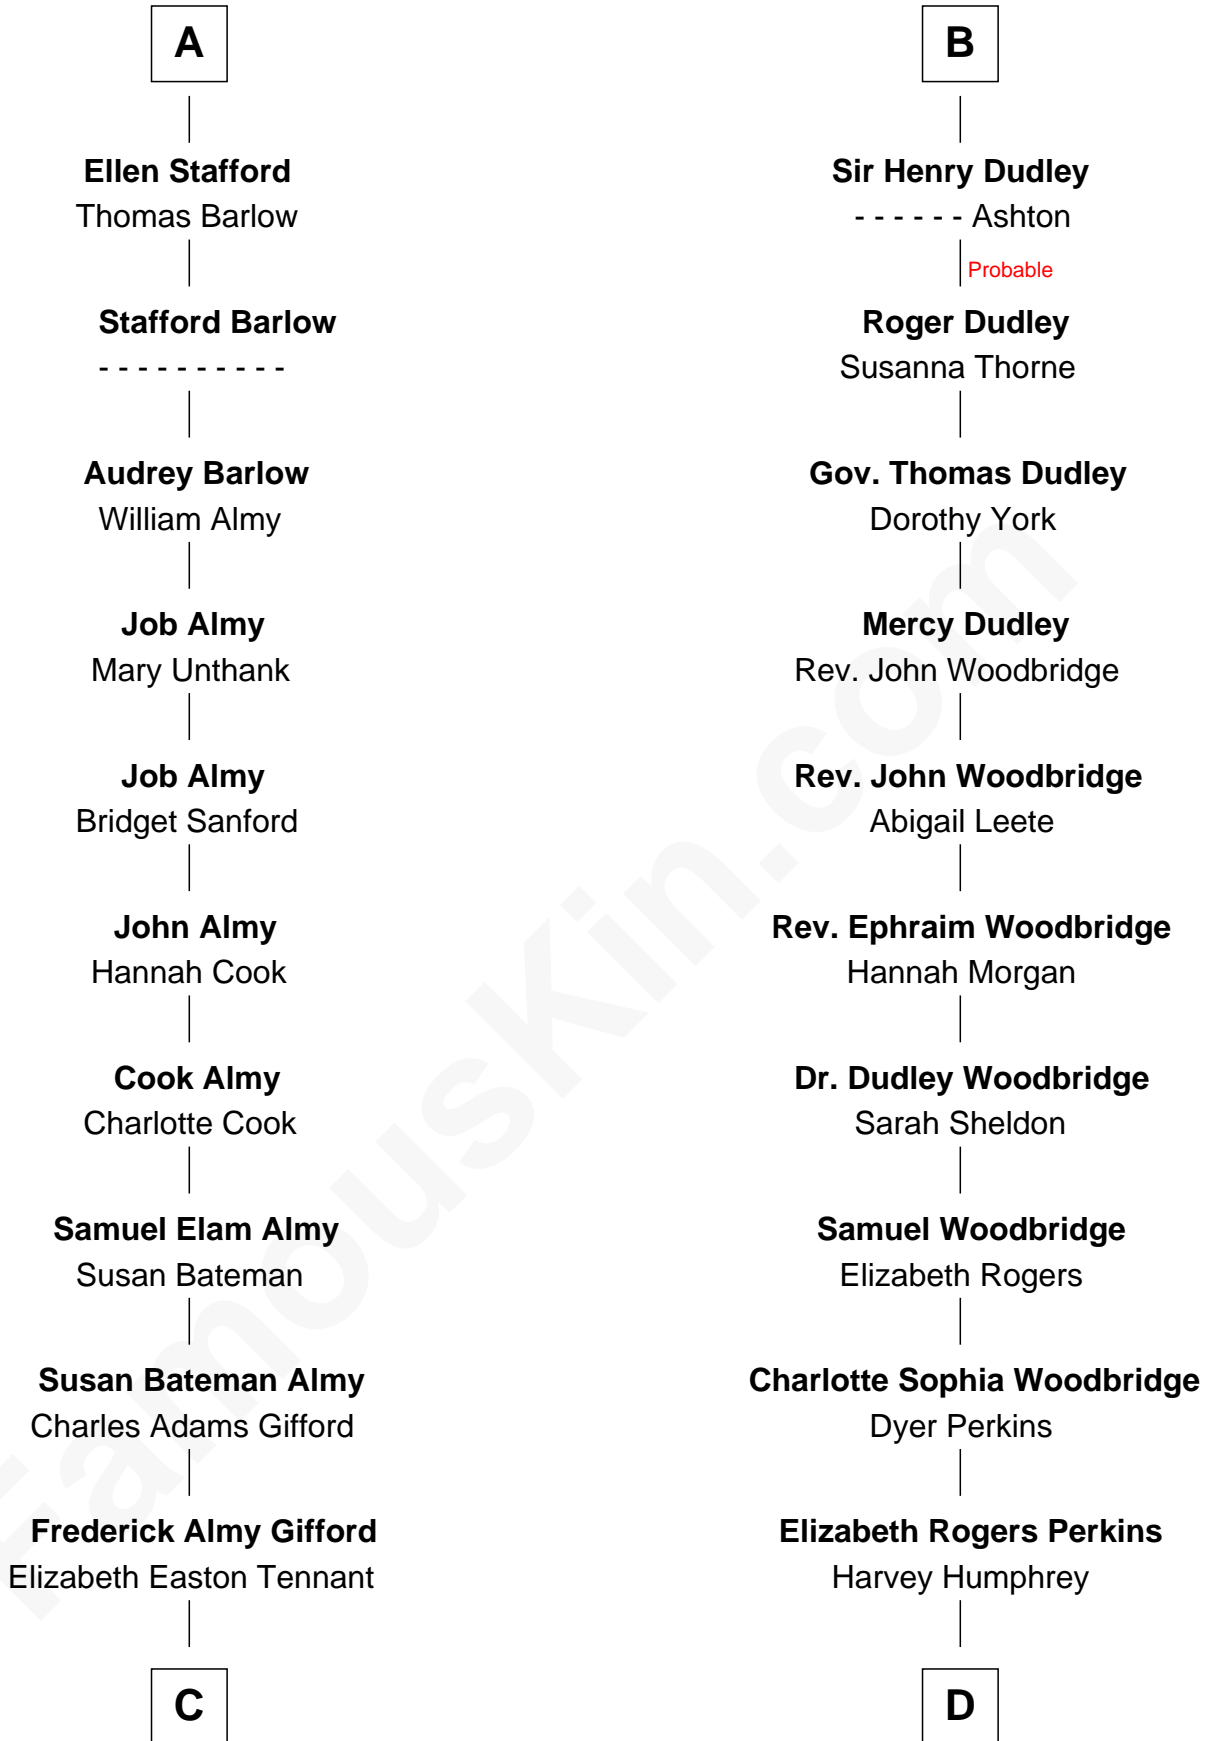 A
Ellen Stafford
Thomas Barlow
Stafford Barlow
- - - - - - - - - -
Audrey Barlow
William Almy
Job Almy
Mary Unthank
Job Almy
Bridget Sanford
John Almy
Hannah Cook
Cook Almy
Charlotte Cook
Samuel Elam Almy
Susan Bateman
Susan Bateman Almy
Charles Adams Gifford
Frederick Almy Gifford
Elizabeth Easton Tennant
C
B
Sir Henry Dudley
- - - - - - Ashton
Probable
Roger Dudley
Susanna Thorne
Gov. Thomas Dudley
Dorothy York
Mercy Dudley
Rev. John Woodbridge
Rev. John Woodbridge
Abigail Leete
Rev. Ephraim Woodbridge
Hannah Morgan
Dr. Dudley Woodbridge
Sarah Sheldon
Samuel Woodbridge
Elizabeth Rogers
Charlotte Sophia Woodbridge
Dyer Perkins
Elizabeth Rogers Perkins
Harvey Humphrey
D
FamousKin.com